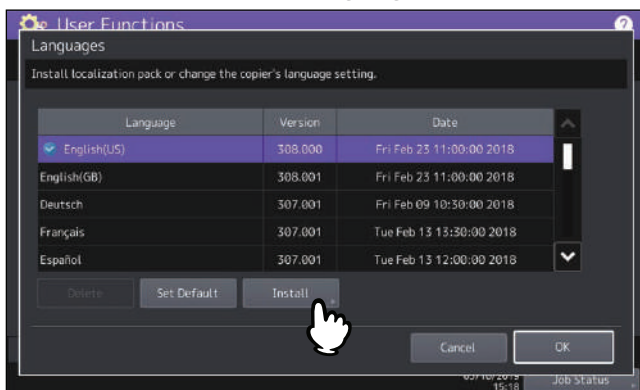 User Functions ?
Languages
Install localization pack or change the copier's language setting.
Language Version Date
English(US) 308.000 Fri Feb 23 11:00:00 2018
English(GB) 308.001 Fri Feb 23 11:00:00 2018
Deutsch 307.001 Fri Feb 09 10:30:00 2018
Français 307.001 Tue Feb 13 13:30:00 2018
Español 307.001 Tue Feb 13 12:00:00 2018
Delete Set Default Install
Cancel OK
15:18 Job Status